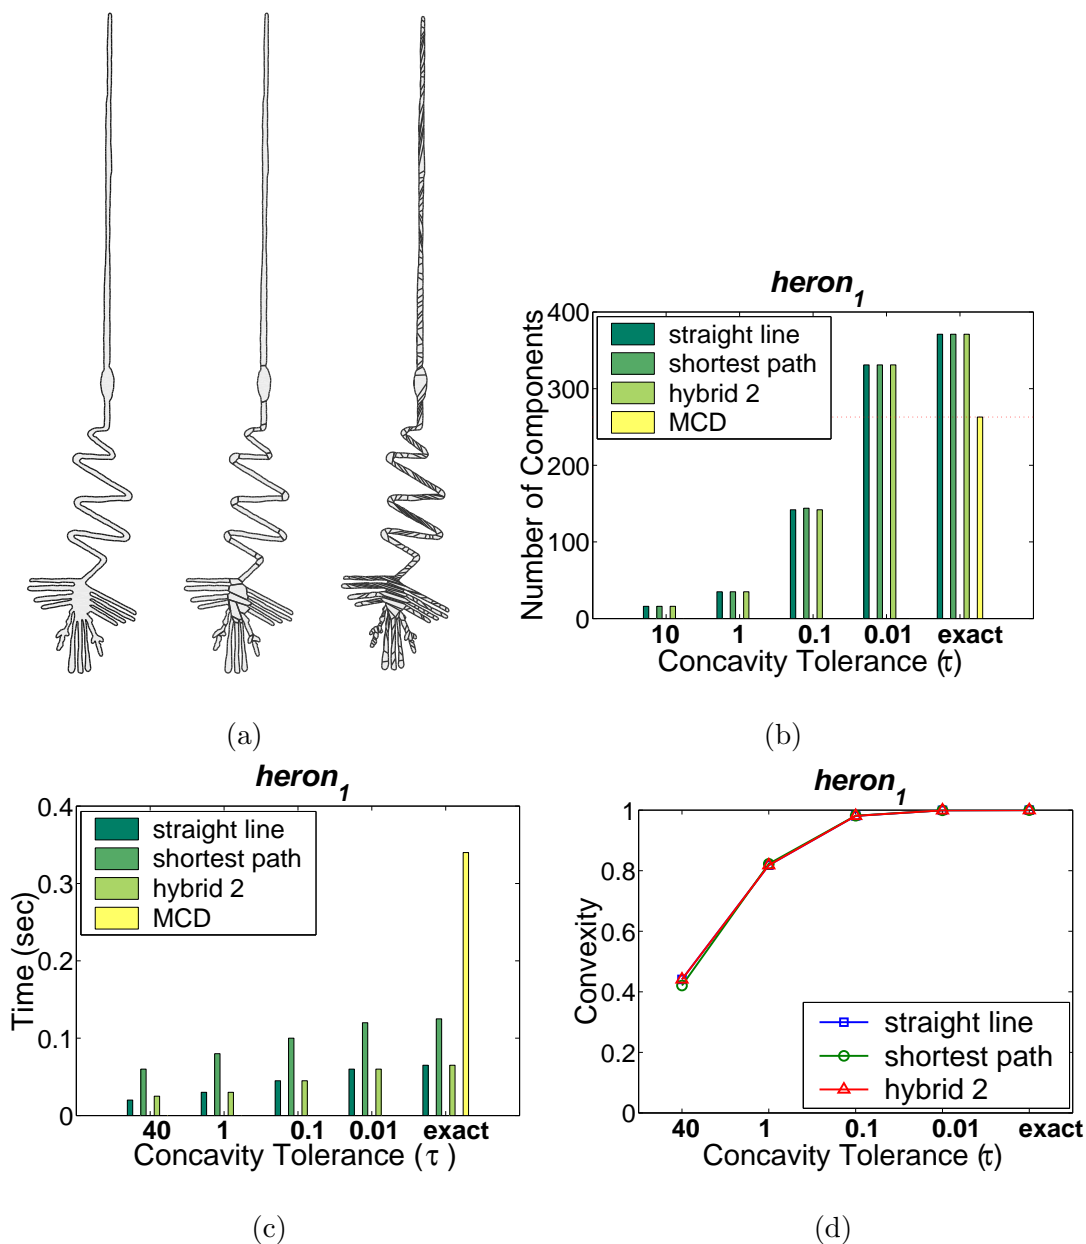 (a)
heron1
Number of Components
400
300
200
100
0
straight line
shortest path
hybrid 2
MCD
10 1 0.1 0.01 exact
Concavity Tolerance (τ)
(b)
heron1
Time (sec)
0.4
0.3
0.2
0.1
0
straight line
shortest path
hybrid 2
MCD
40 1 0.1 0.01 exact
Concavity Tolerance (τ )
(c)
heron1
Convexity
1
0.8
0.6
0.4
0.2
0
straight line
shortest path
hybrid 2
40 1 0.1 0.01 exact
Concavity Tolerance (τ)
(d)